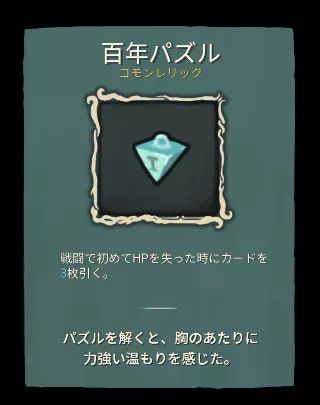 百年パズル
コモンレリック
戦闘で初めてHPを失った時にカードを
3枚引く。
パズルを解くと、胸のあたりに
力強い温もりを感じた。